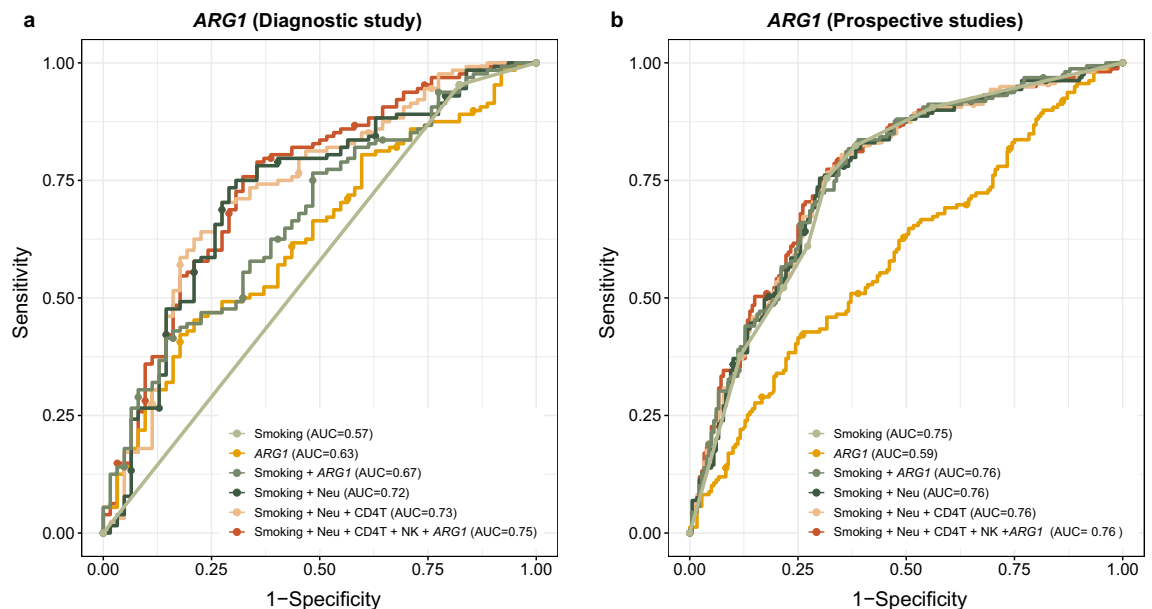 a
ARG1 (Diagnostic study)
1.00
0.75
0.50
0.25
0.00
Sensitivity
Smoking (AUC=0.57)
ARG1 (AUC=0.63)
Smoking + ARG1 (AUC=0.67)
Smoking + Neu (AUC=0.72)
Smoking + Neu + CD4T (AUC=0.73)
Smoking + Neu + CD4T + NK + ARG1 (AUC=0.75)
0.00 0.25 0.50 0.75 1.00
1−Specificity
b
ARG1 (Prospective studies)
1.00
0.75
0.50
0.25
0.00
Sensitivity
Smoking (AUC=0.75)
ARG1 (AUC=0.59)
Smoking + ARG1 (AUC=0.76)
Smoking + Neu (AUC=0.76)
Smoking + Neu + CD4T (AUC=0.76)
Smoking + Neu + CD4T + NK +ARG1 (AUC= 0.76 )
0.00 0.25 0.50 0.75 1.00
1−Specificity